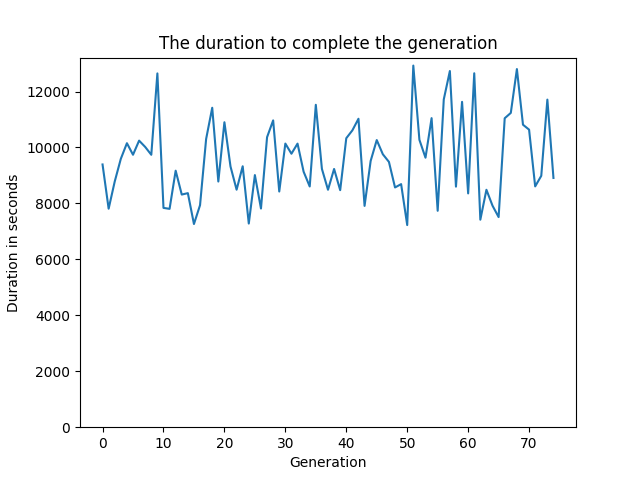 The duration to complete the generation
Duration in seconds
12000
10000
8000
6000
4000
2000
0
0 10 20 30 40 50 60 70
Generation